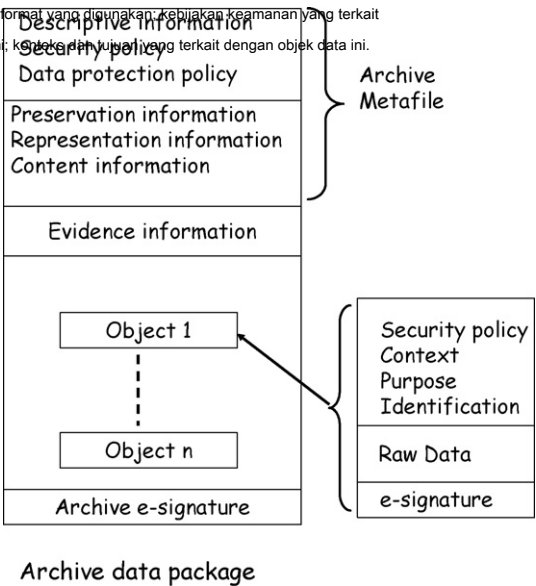 format yang digunakan; kebijakan keamanan yang terkait
Descriptive information
i; konteks dan tujuan yang terkait dengan objek data ini.
Security policy
Data protection policy
Archive
Metafile
Preservation information
Representation information
Content information
Evidence information
Object 1
Object n
Archive e-signature
Security policy
Context
Purpose
Identification
Raw Data
e-signature
Archive data package